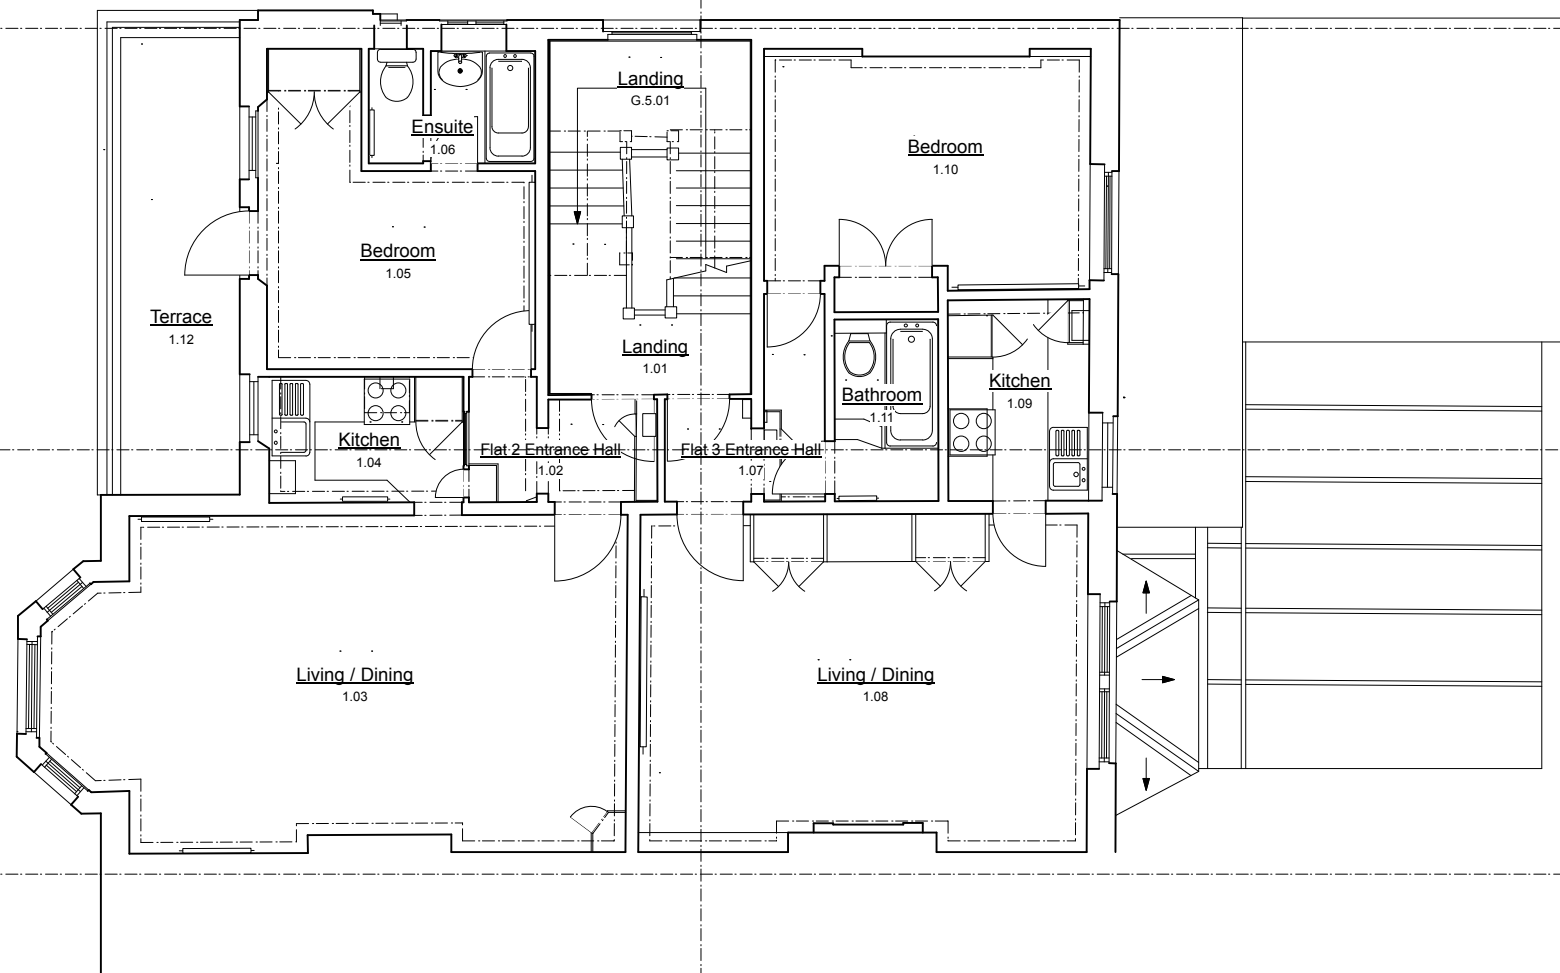 Landing
G.5.01
Ensuite
1.06
Bedroom
1.10
Bedroom
1.05
Terrace
1.12
Landing
1.01
Kitchen
1.09
Bathroom
1.11
Kitchen
1.04
Flat 2 Entrance Hall
1.02
Flat 3 Entrance Hall
1.07
Living / Dining
1.03
Living / Dining
1.08